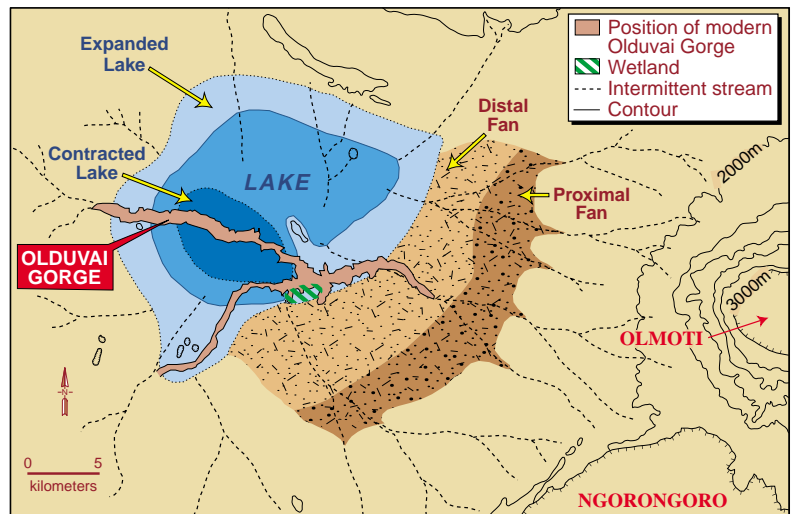 Expanded
Lake
Contracted
Lake
LAKE
OLDUVAI
GORGE
Distal
Fan
Proximal
Fan
Position of modern
Olduvai Gorge
Wetland
Intermittent stream
Contour
2000m
3000m
OLMOTI
N
0 5
kilometers
NGORONGORO